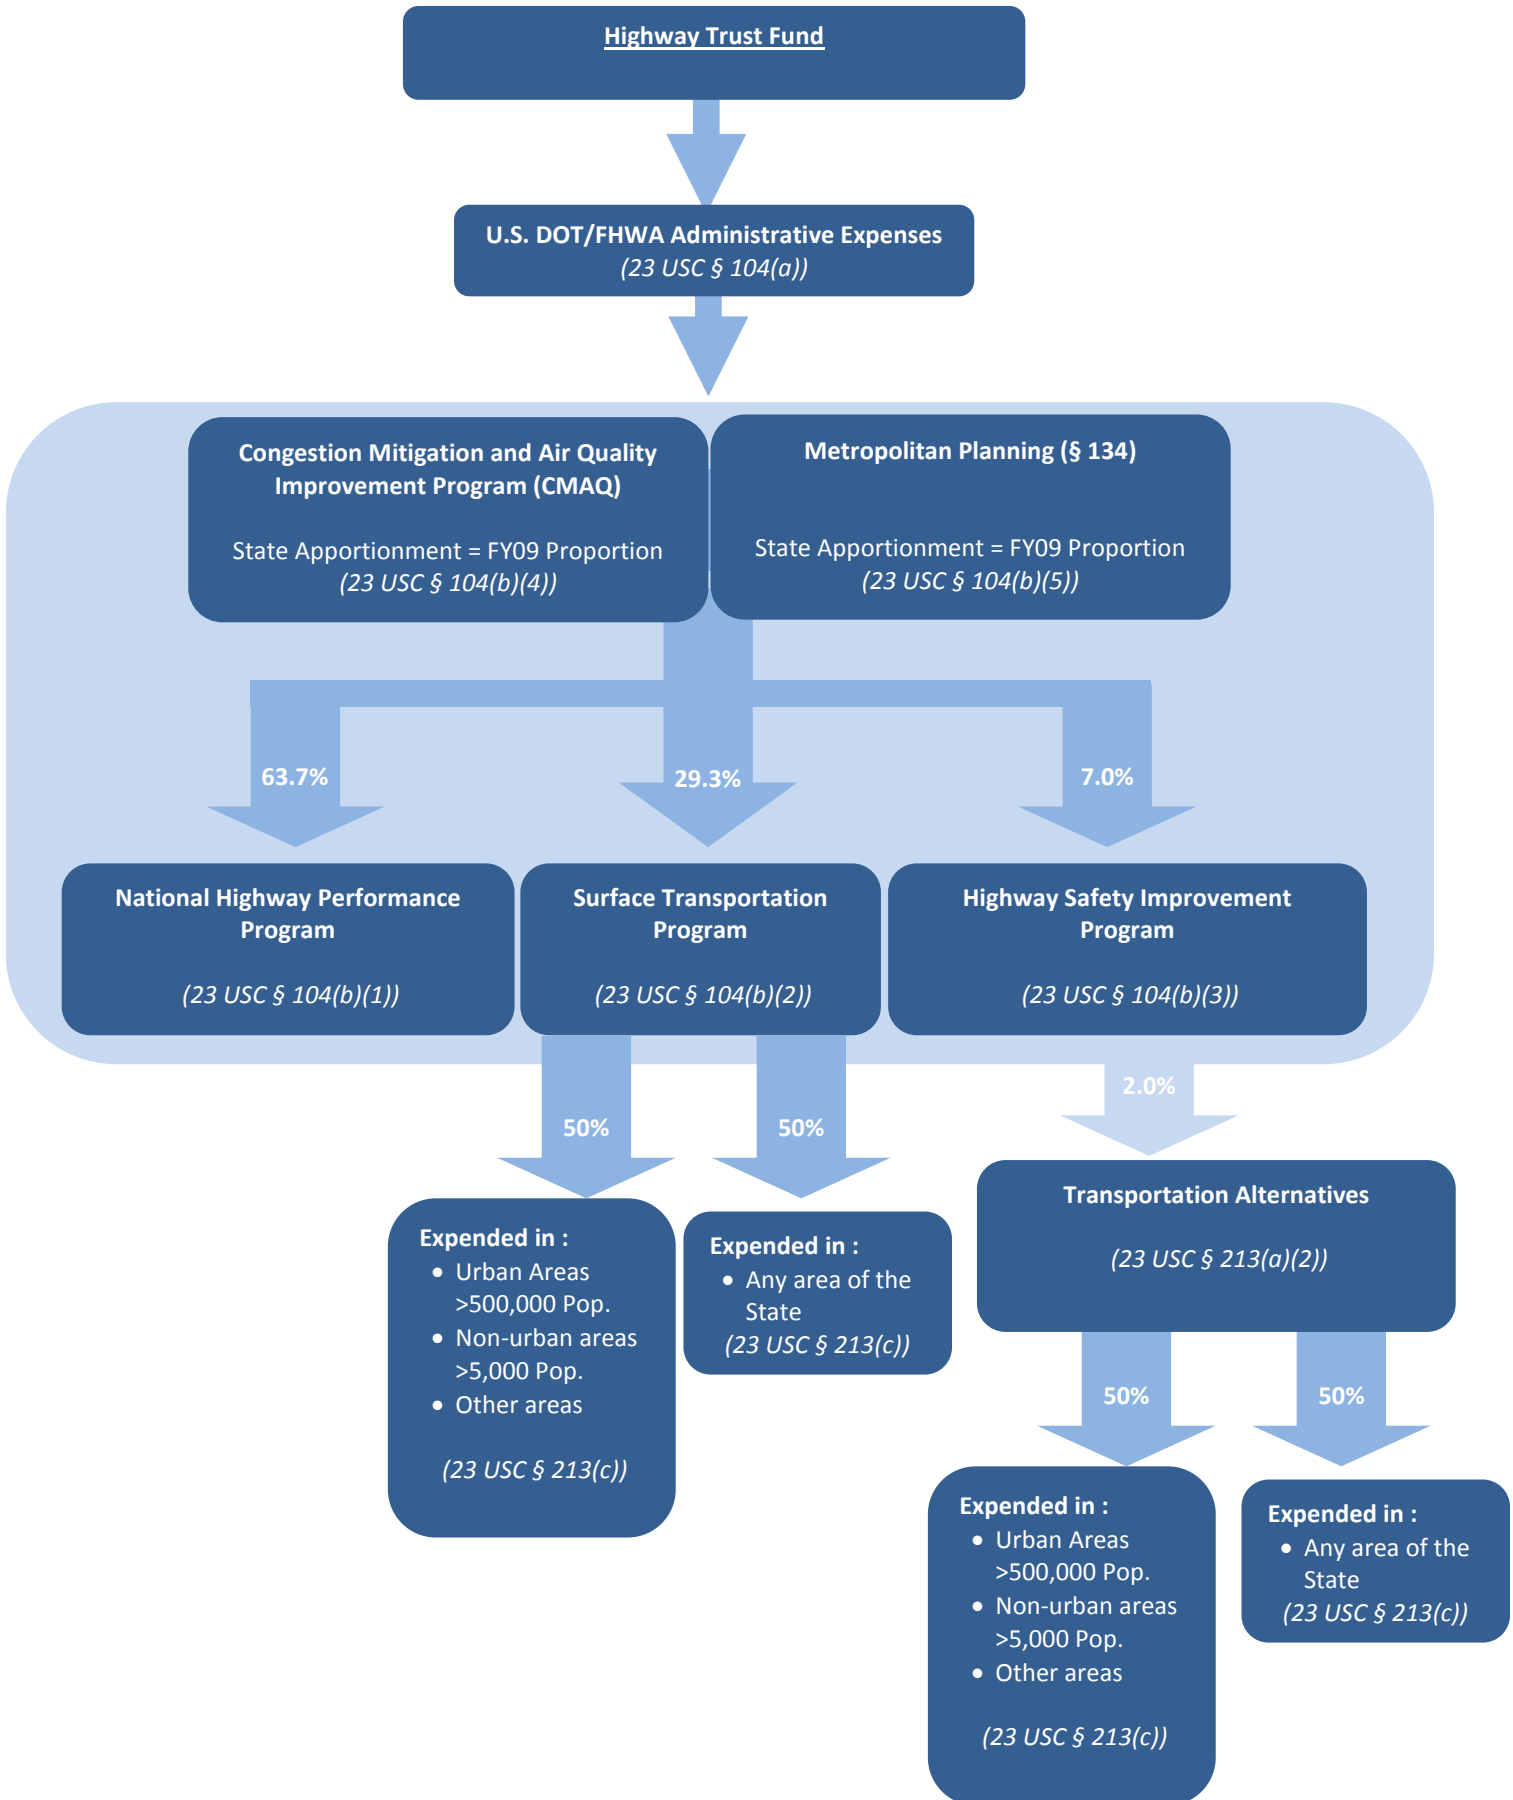 Highway Trust Fund
U.S. DOT/FHWA Administrative Expenses
(23 USC § 104(a))
Congestion Mitigation and Air Quality
Improvement Program (CMAQ)
State Apportionment = FY09 Proportion
(23 USC § 104(b)(4))
Metropolitan Planning (§ 134)
State Apportionment = FY09 Proportion
(23 USC § 104(b)(5))
63.7%
29.3%
7.0%
National Highway Performance
Program
(23 USC § 104(b)(1))
Surface Transportation
Program
(23 USC § 104(b)(2))
Highway Safety Improvement
Program
(23 USC § 104(b)(3))
50%
50%
2.0%
Expended in :
• Urban Areas
>500,000 Pop.
• Non-urban areas
>5,000 Pop.
• Other areas
(23 USC § 213(c))
Expended in :
• Any area of the
State
(23 USC § 213(c))
Transportation Alternatives
(23 USC § 213(a)(2))
50%
50%
Expended in :
• Urban Areas
>500,000 Pop.
• Non-urban areas
>5,000 Pop.
• Other areas
(23 USC § 213(c))
Expended in :
• Any area of the
State
(23 USC § 213(c))